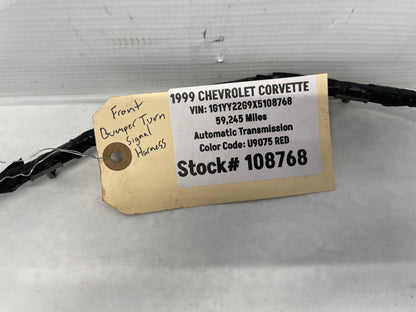 Front
Bumper Turn
Signal
Harness
1999 CHEVROLET CORVETTE
VIN: 1G1YY22G9X5108768
59,245 Miles
Automatic Transmission
Color Code: U9075 RED
Stock# 108768